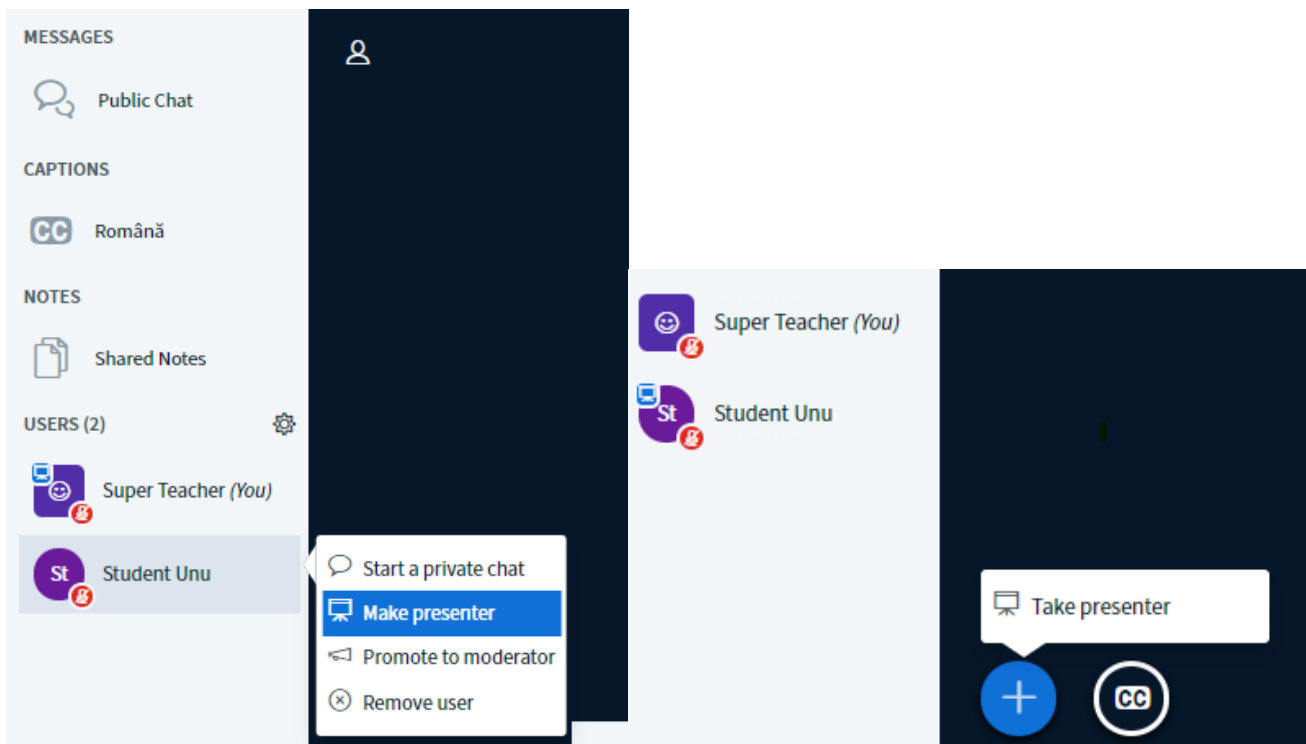 MESSAGES
Public Chat
CAPTIONS
CC Română
NOTES
Shared Notes
USERS (2)
Super Teacher (You)
St Student Unu
Start a private chat
Make presenter
Promote to moderator
Remove user
Super Teacher (You)
St Student Unu
Take presenter
CC